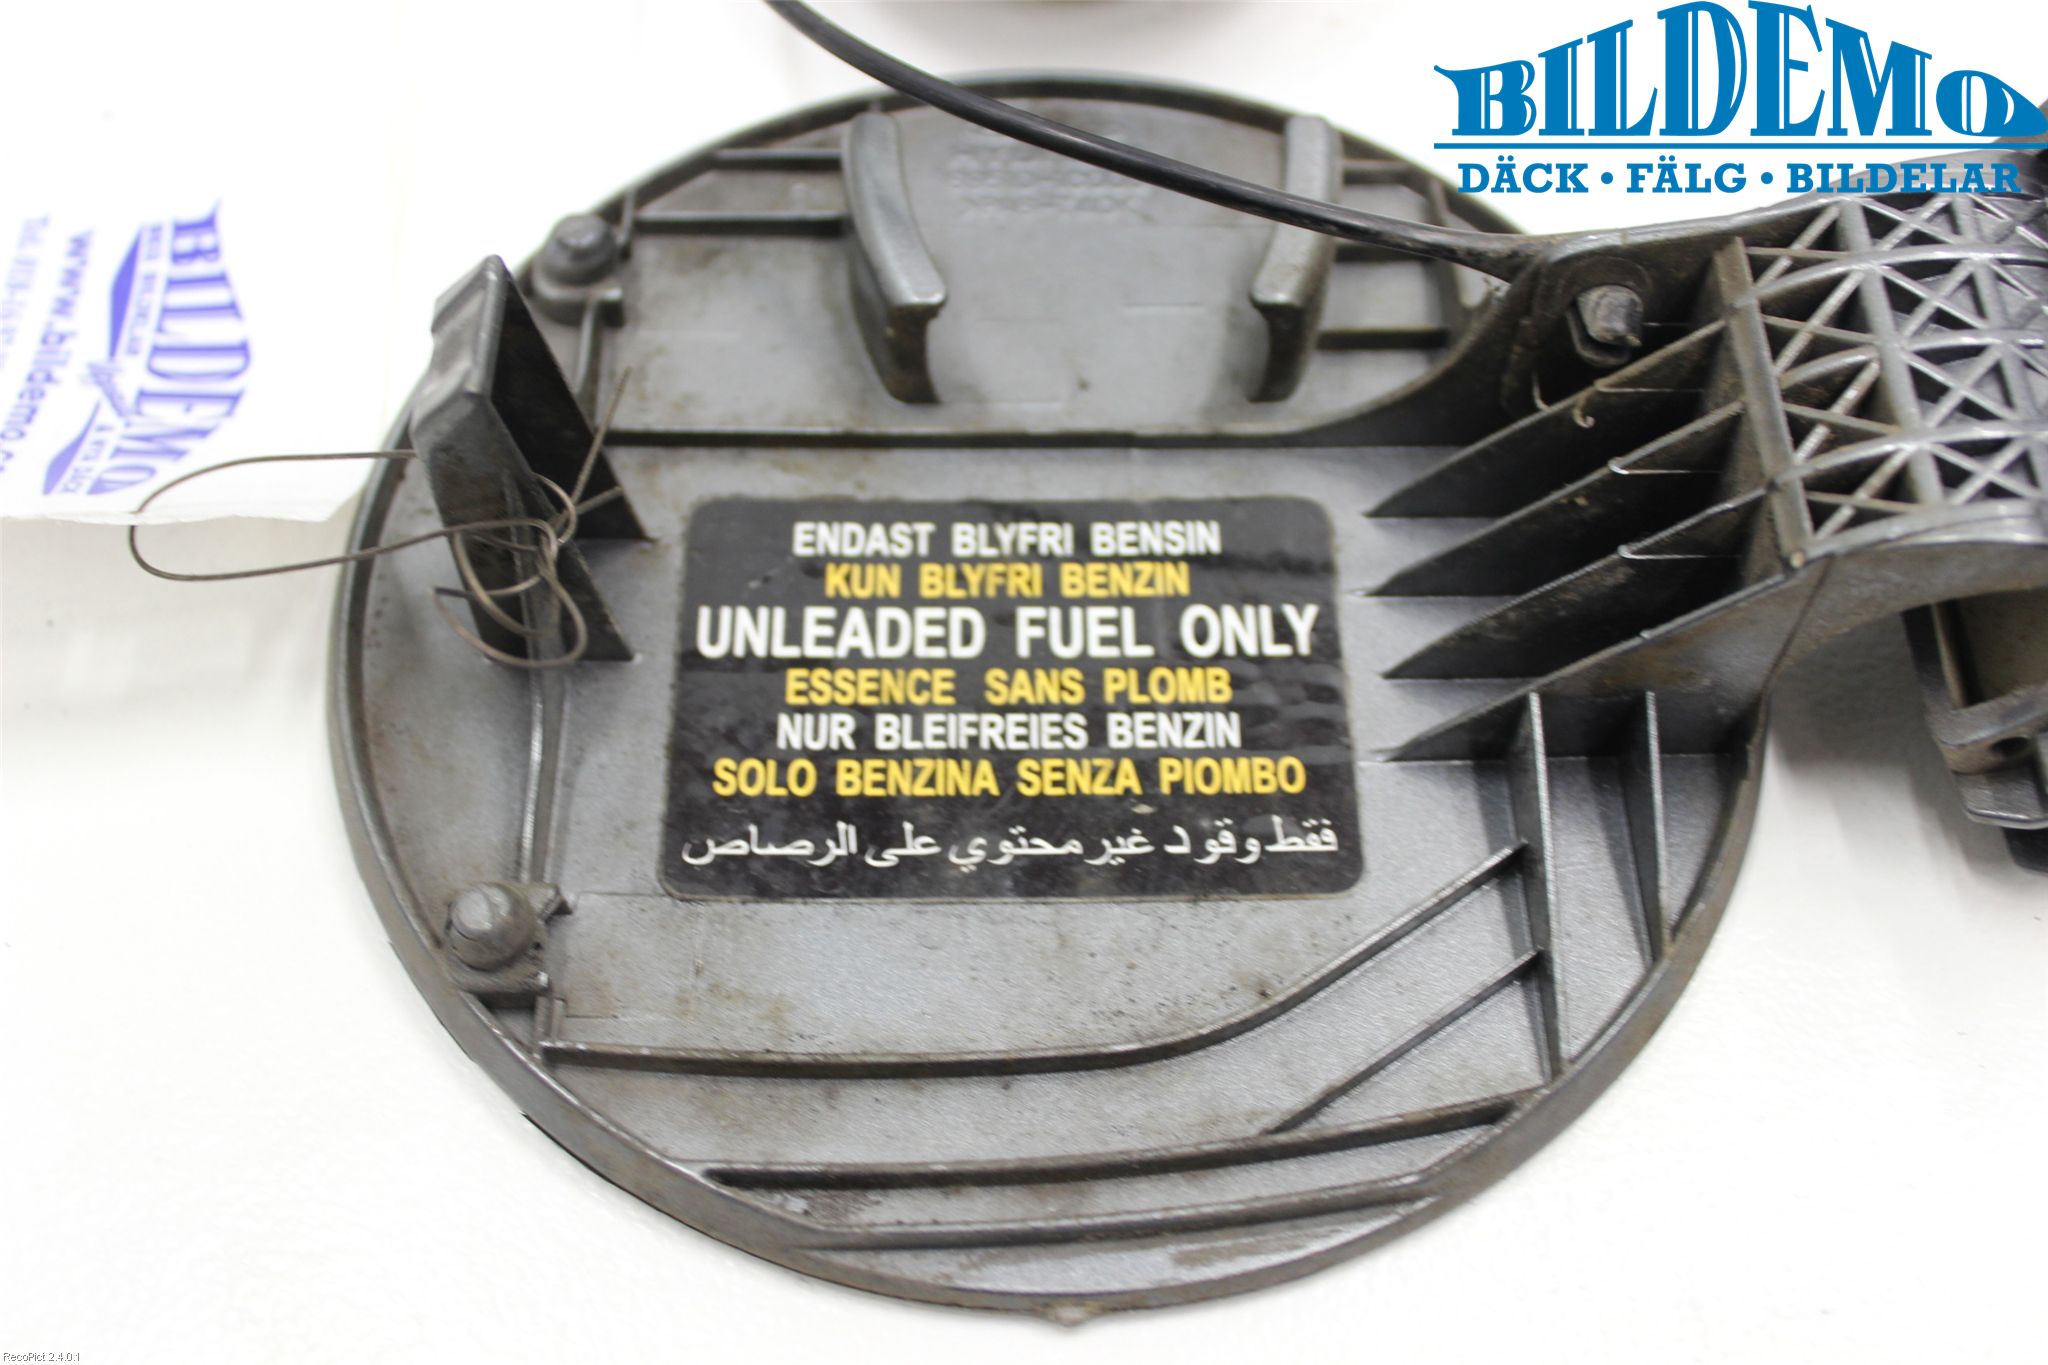 BILDEMO
DÄCK • FÄLG • BILDELAR
BILDEMO
www.bildemo.
ENDAST BLYFRI BENSIN
KUN BLYFRI BENZIN
UNLEADED FUEL ONLY
ESSENCE SANS PLOMB
NUR BLEIFREIES BENZIN
SOLO BENZINA SENZA PIOMBO
فقط وقود غير محتوي على الرصاص
RecoPict 2.4.0.1